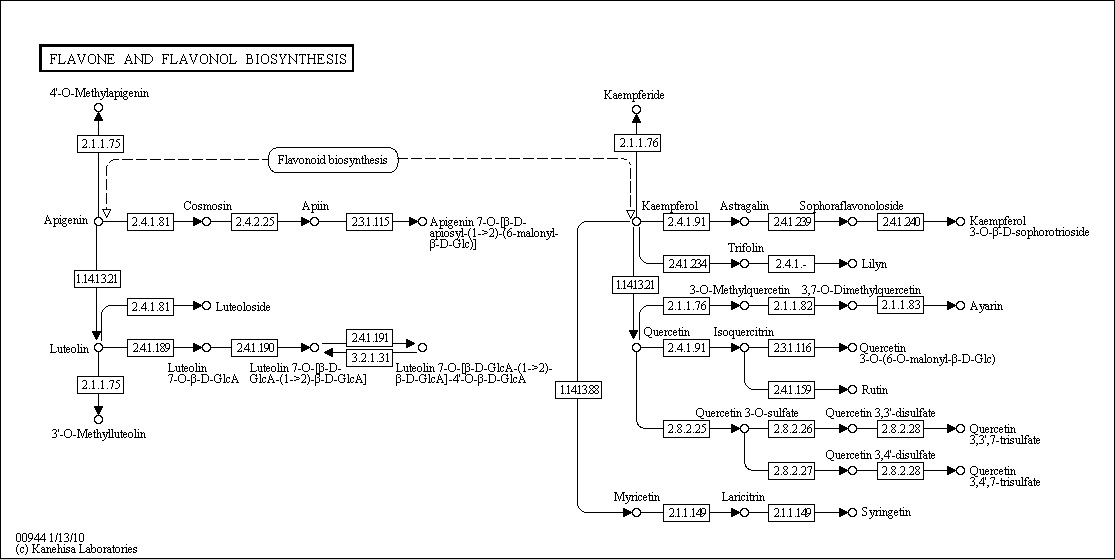 FLAVONE AND FLAVONOL BIOSYNTHESIS
4'-O-Methylapigenin
Kaempferide
2.1.1.75
2.1.1.76
Flavonoid biosynthesis
Apigenin
2.4.1.81
Cosmosin
2.4.2.25
Apiin
2.3.1.115
Apigenin 7-O-[β-D-
apiosyl-(1->2)-(6-malonyl-
β-D-Glc)]
Kaempferol
2.4.1.91
Astragalin
2.4.1.239
Sophoraflavonoloside
2.4.1.240
Kaempferol
3-O-β-D-sophorotrioside
2.4.1.234
Trifolin
2.4.1.-
Lilyn
1.14.13.21
1.14.13.21
2.4.1.81
Luteoloside
3-O-Methylquercetin
3,7-O-Dimethylquercetin
2.1.1.76
2.1.1.82
2.1.1.83
Ayarin
Luteolin
2.4.1.189
Luteolin
7-O-β-D-GlcA
2.4.1.190
Luteolin 7-O-[β-D-
GlcA-(1->2)-β-D-GlcA]
2.4.1.191
3.2.1.31
Luteolin 7-O-[β-D-GlcA-(1->2)-
β-D-GlcA]-4'-O-β-D-GlcA
Quercetin
2.4.1.91
Isoquercitrin
2.3.1.116
Quercetin
3-O-(6-O-malonyl-β-D-Glc)
2.4.1.159
Rutin
2.1.1.75
3'-O-Methylluteolin
1.14.13.88
Quercetin 3-O-sulfate
Quercetin 3,3'-disulfate
2.8.2.25
2.8.2.26
2.8.2.28
Quercetin
3,3',7-trisulfate
Quercetin 3,4'-disulfate
2.8.2.27
2.8.2.28
Quercetin
3,4',7-trisulfate
Myricetin
2.1.1.149
Laricitrin
2.1.1.149
Syringetin
00944 1/13/10
(c) Kanehisa Laboratories